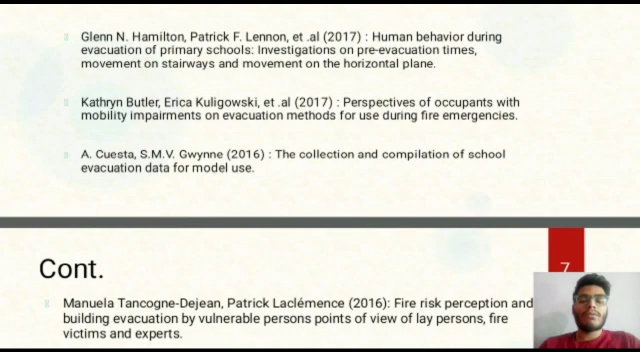 Glenn N. Hamilton, Patrick F. Lennon, et .al (2017) : Human behavior during
evacuation of primary schools: Investigations on pre-evacuation times,
movement on stairways and movement on the horizontal plane.
Kathryn Butler, Erica Kuligowski, et .al (2017) : Perspectives of occupants with
mobility impairments on evacuation methods for use during fire emergencies.
A. Cuesta, S.M.V. Gwynne (2016) : The collection and compilation of school
evacuation data for model use.
Cont.
7
Manuela Tancogne-Dejean, Patrick Laclémence (2016): Fire risk perception and
building evacuation by vulnerable persons points of view of lay persons, fire
victims and experts.